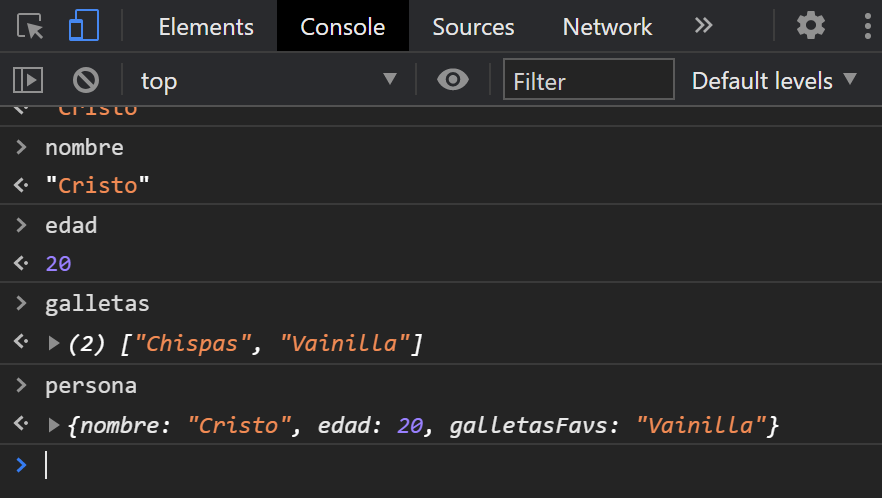 Elements Console Sources Network
top Filter Default levels
Cristo
nombre
"Cristo"
edad
20
galletas
(2) ["Chispas", "Vainilla"]
persona
{nombre: "Cristo", edad: 20, galletasFavs: "Vainilla"}